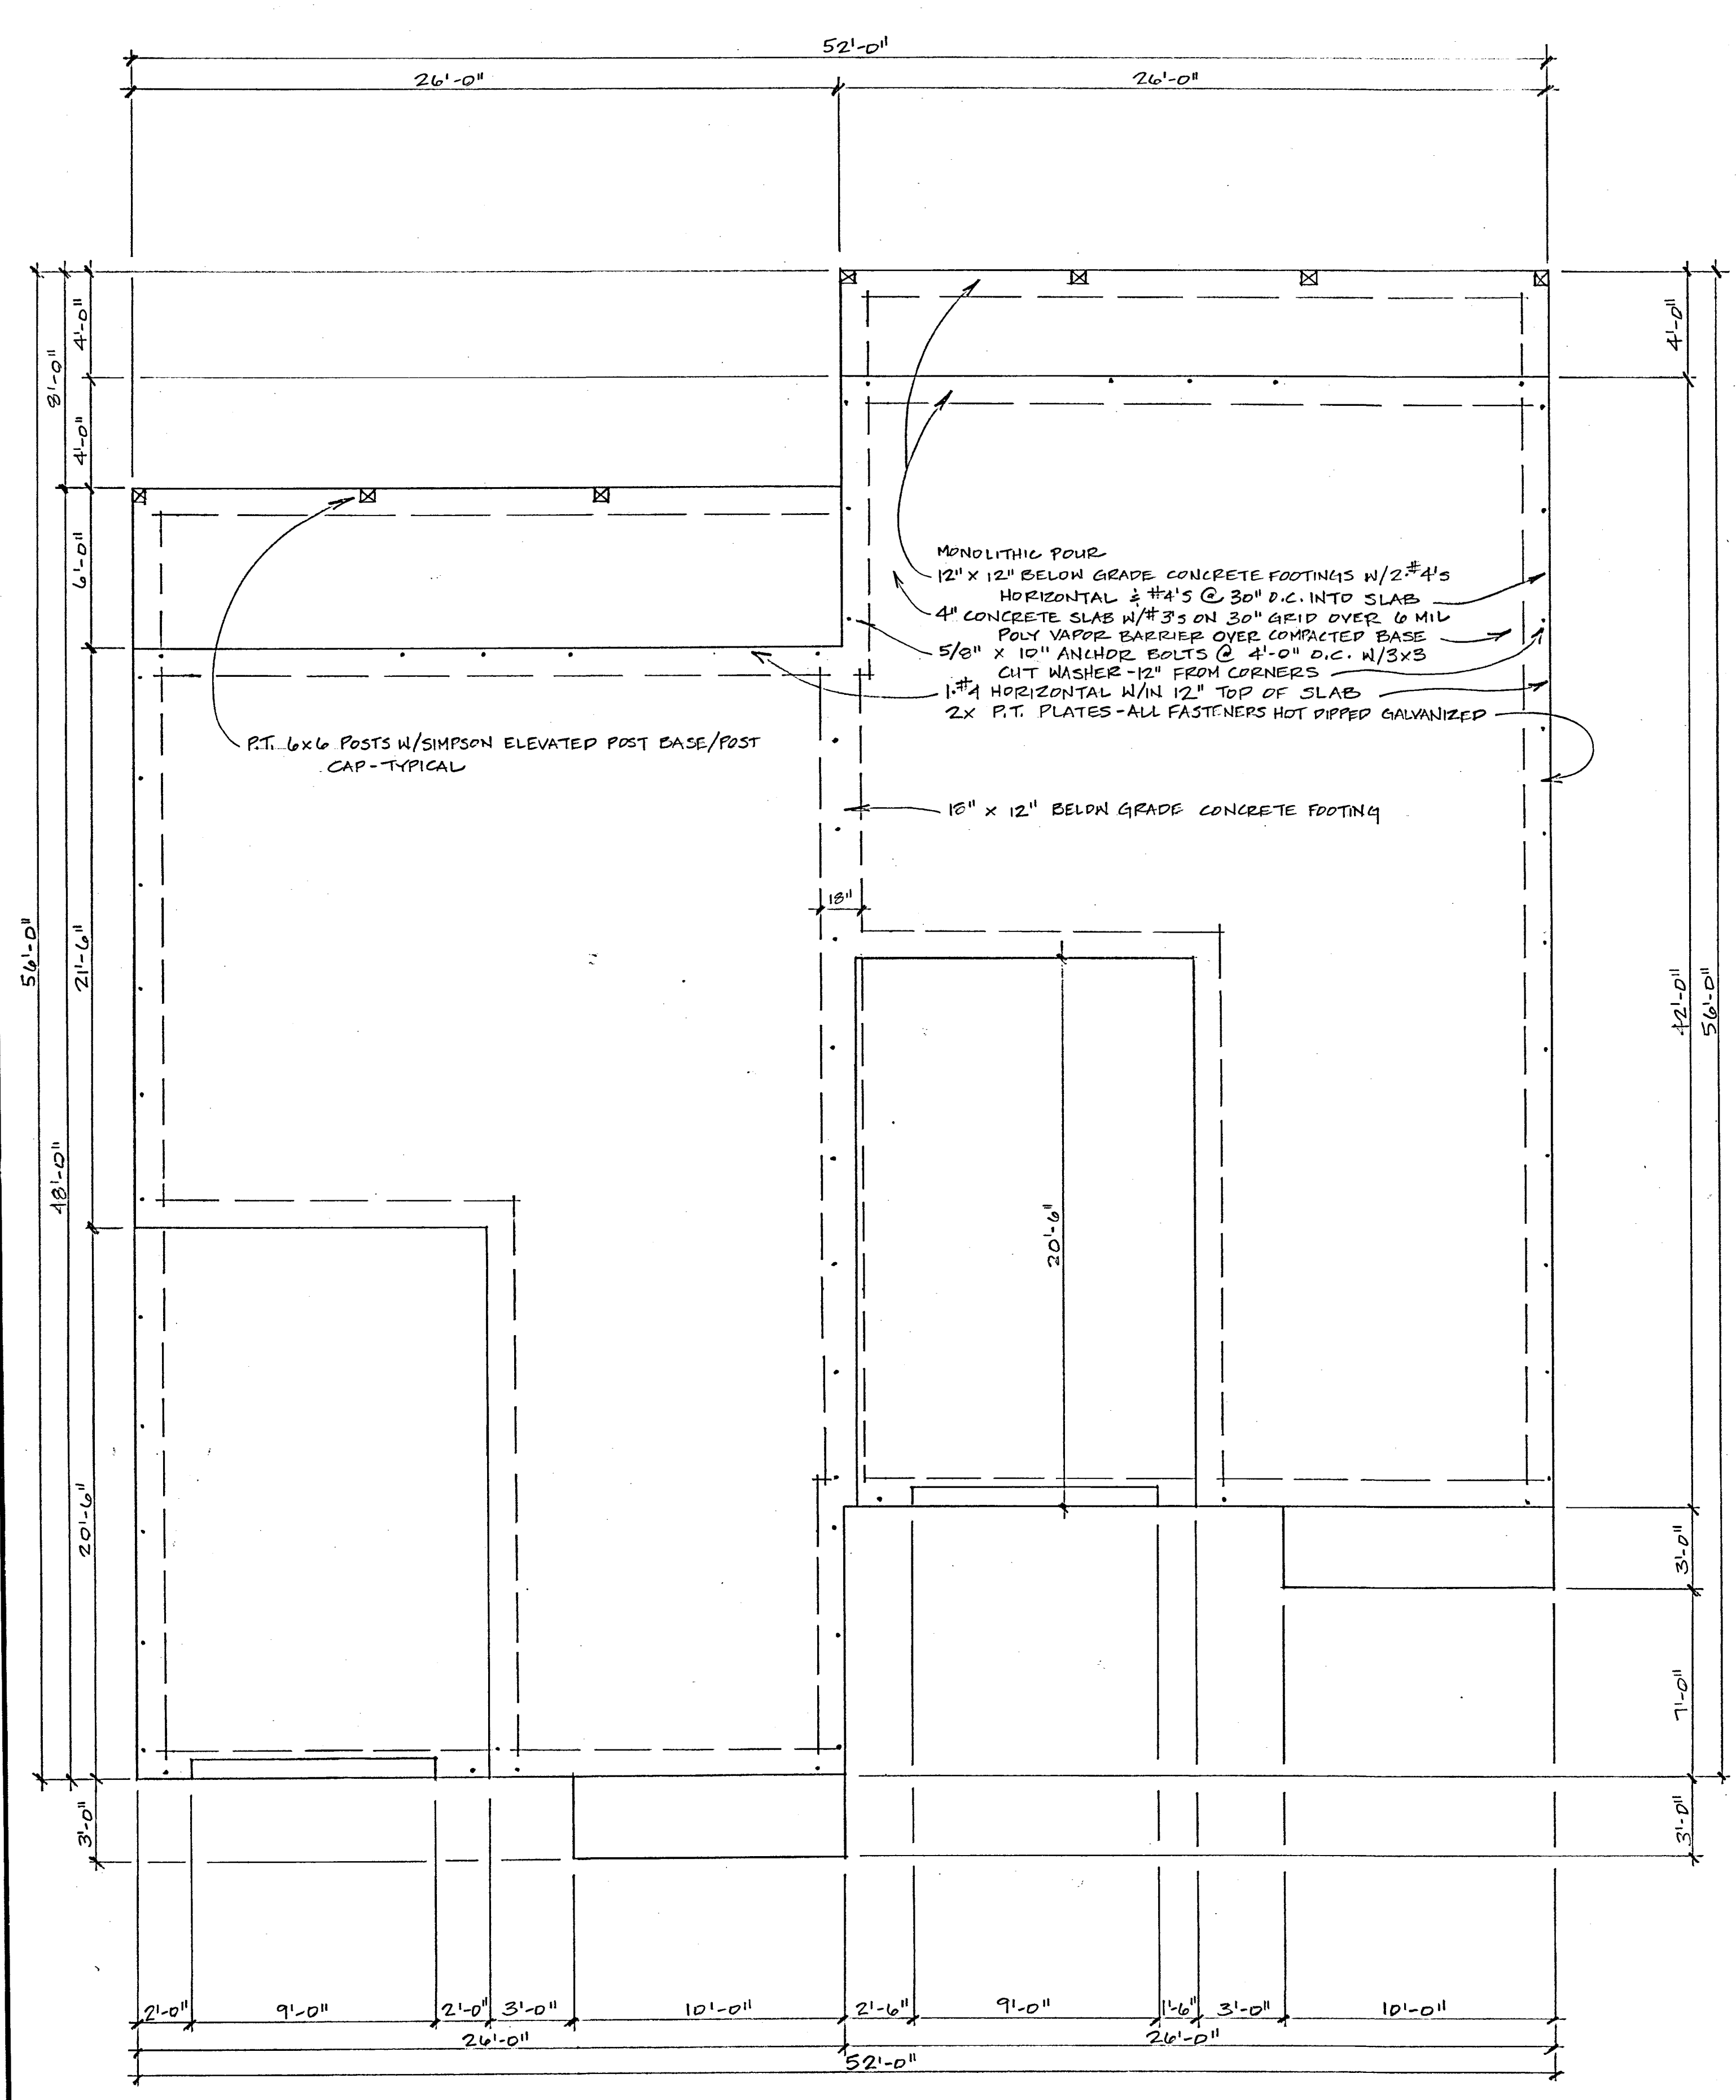 52'-0"
26'-0"
26'-0"
4'-0"
8'-0"
4'-0"
4'-0"
6'-0"
MONOLITHIC POUR
12" X 12" BELOW GRADE CONCRETE FOOTINGS W/2-#4'S
HORIZONTAL & #4'S @ 30" O.C. INTO SLAB
4" CONCRETE SLAB W/#3'S ON 30" GRID OVER 6 MIL
POLY VAPOR BARRIER OVER COMPACTED BASE
5/8" X 10" ANCHOR BOLTS @ 4'-0" O.C. W/3X3
CUT WASHER-12" FROM CORNERS
1-#4 HORIZONTAL W/IN 12" TOP OF SLAB
2X P.T. PLATES-ALL FASTENERS HOT DIPPED GALVANIZED
P.T. 6X6 POSTS W/SIMPSON ELEVATED POST BASE/POST
CAP-TYPICAL
18" X 12" BELOW GRADE CONCRETE FOOTING
18"
56'-0"
21'-6"
42'-0"
56'-0"
48'-0"
20'-6"
20'-6"
3'-0"
7'-0"
3'-0"
3'-0"
2'-0"
9'-0"
2'-0"
3'-0"
10'-0"
2'-6"
9'-0"
1'-6"
3'-0"
10'-0"
26'-0"
26'-0"
52'-0"